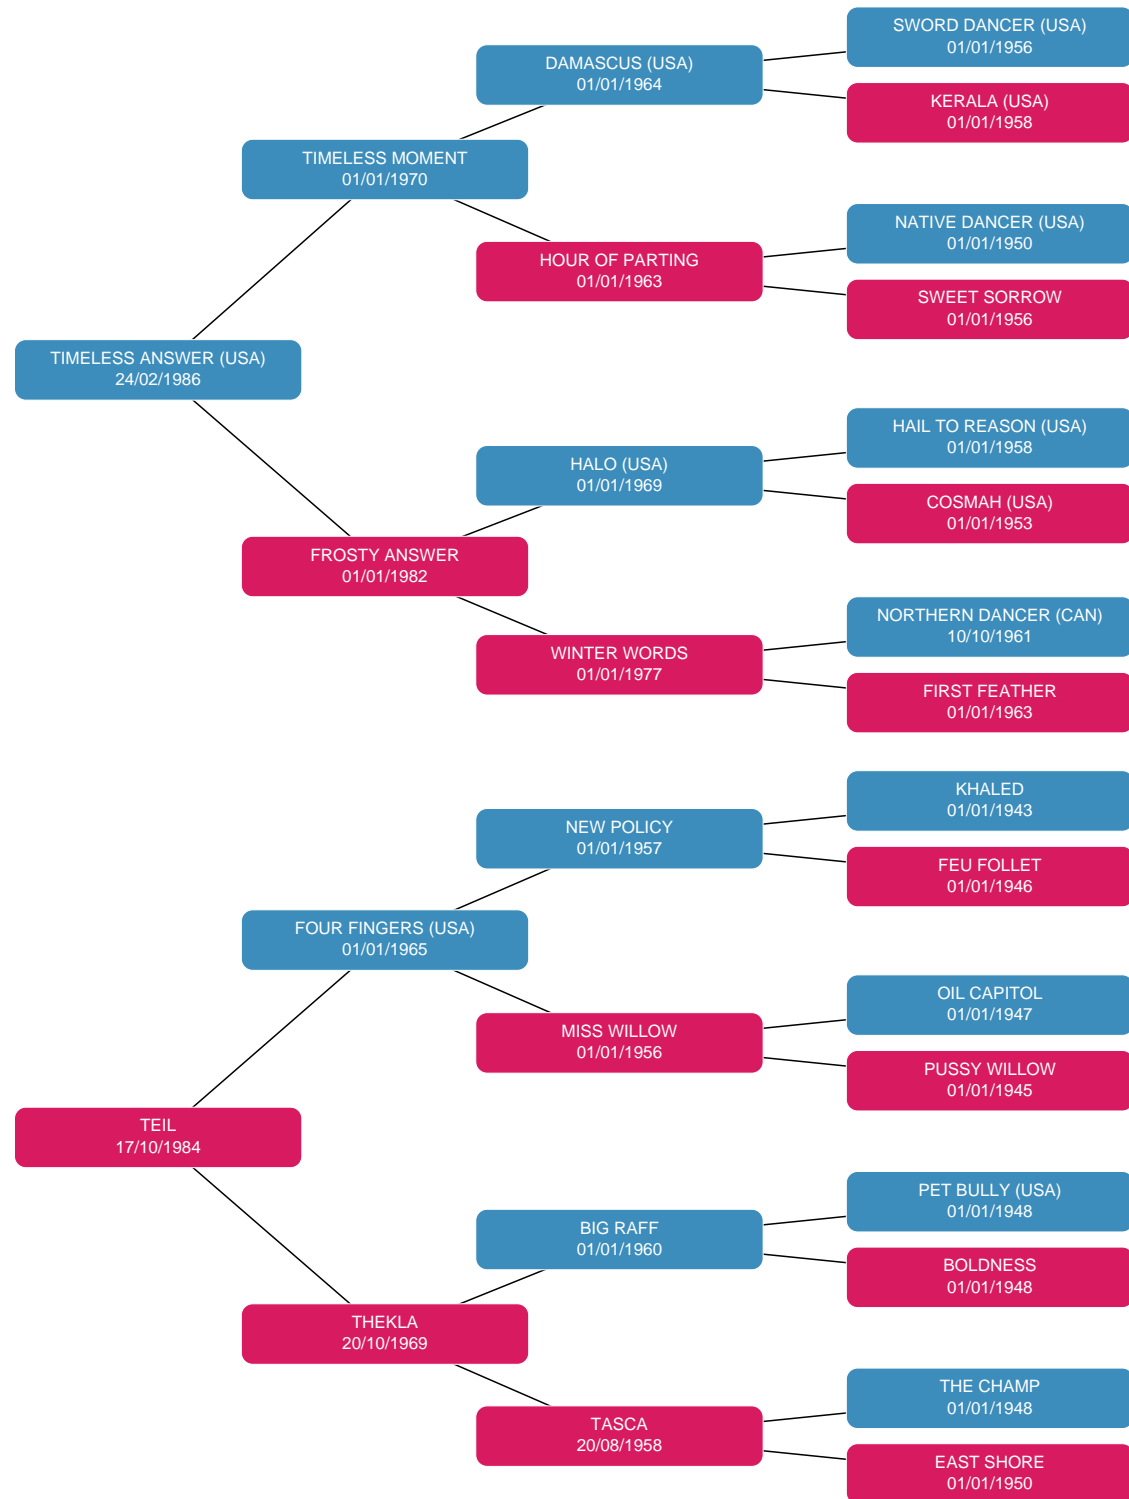 SWORD DANCER (USA)
01/01/1956
DAMASCUS (USA)
01/01/1964
KERALA (USA)
01/01/1958
TIMELESS MOMENT
01/01/1970
NATIVE DANCER (USA)
01/01/1950
HOUR OF PARTING
01/01/1963
SWEET SORROW
01/01/1956
TIMELESS ANSWER (USA)
24/02/1986
HAIL TO REASON (USA)
01/01/1958
HALO (USA)
01/01/1969
COSMAH (USA)
01/01/1953
FROSTY ANSWER
01/01/1982
NORTHERN DANCER (CAN)
10/10/1961
WINTER WORDS
01/01/1977
FIRST FEATHER
01/01/1963
KHALED
01/01/1943
NEW POLICY
01/01/1957
FEU FOLLET
01/01/1946
FOUR FINGERS (USA)
01/01/1965
OIL CAPITOL
01/01/1947
MISS WILLOW
01/01/1956
PUSSY WILLOW
01/01/1945
TEIL
17/10/1984
PET BULLY (USA)
01/01/1948
BIG RAFF
01/01/1960
BOLDNESS
01/01/1948
THEKLA
20/10/1969
THE CHAMP
01/01/1948
TASCA
20/08/1958
EAST SHORE
01/01/1950